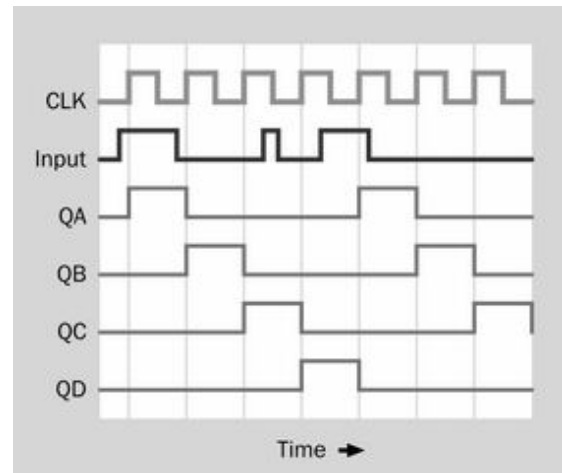 CLK
Input
QA
QB
QC
QD
Time →